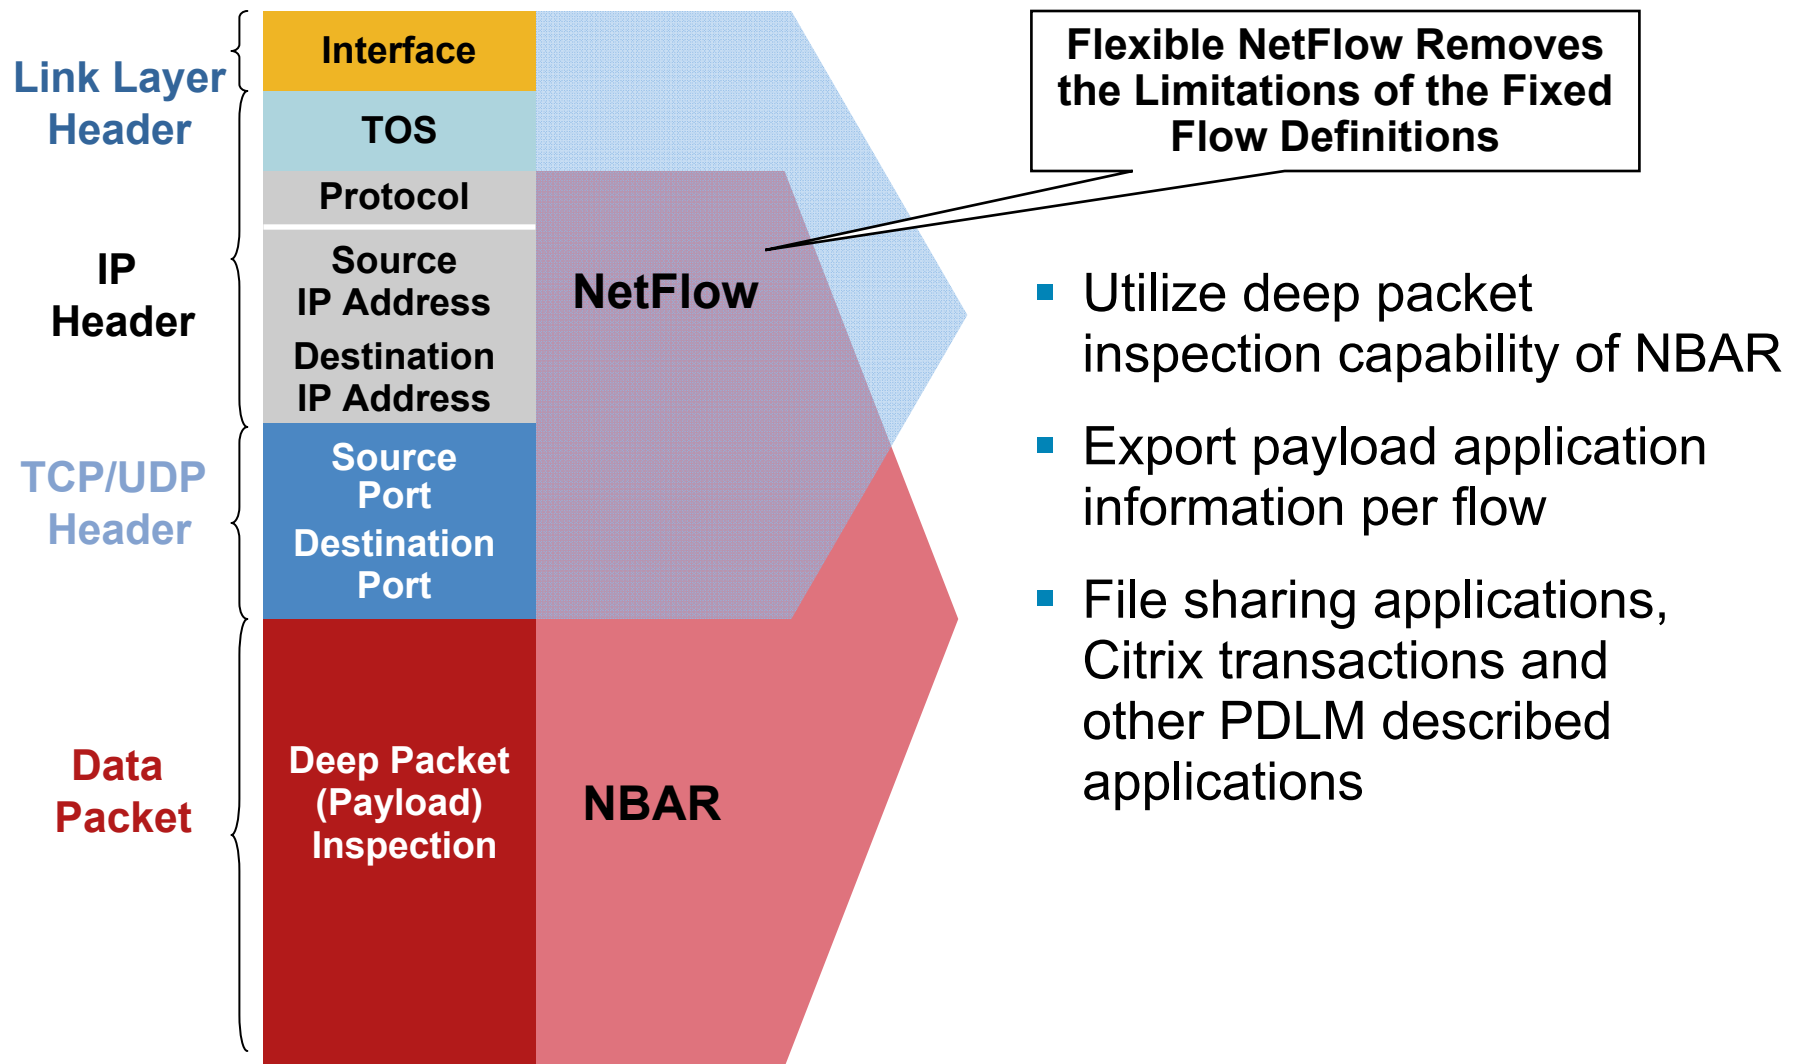 Link Layer
Header
IP
Header
TCP/UDP
Header
Data
Packet
Interface
TOS
Protocol
Source
IP Address
Destination
IP Address
Source
Port
Destination
Port
Deep Packet
(Payload)
Inspection
NetFlow
NBAR
Flexible NetFlow Removes
the Limitations of the Fixed
Flow Definitions
Utilize deep packet
inspection capability of NBAR
Export payload application
information per flow
File sharing applications,
Citrix transactions and
other PDLM described
applications